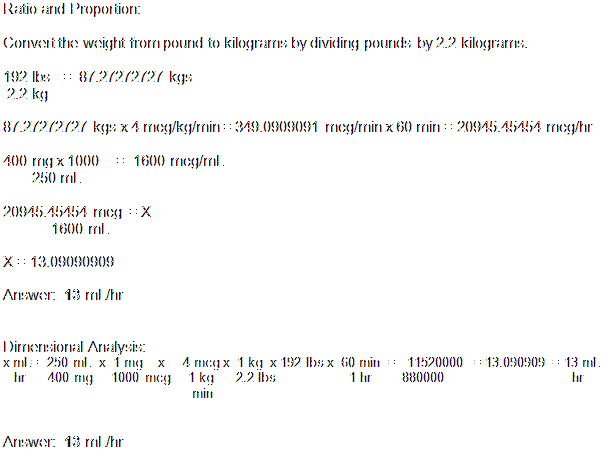 Ratio and Proportion:
Convert the weight from pound to kilograms by dividing pounds by 2.2 kilograms.
192 lbs = 87.27272727 kgs
2.2 kg
87.27272727 kgs x 4 mcg/kg/min = 349.0909091 mcg/min x 60 min = 20945.45454 mcg/hr
400 mg x 1000 = 1600 mcg/mL
250 mL
20945.45454 mcg = X
1600 mL
X = 13.09090909
Answer: 13 mL/hr
Dimensional Analysis:
x mL = 250 mL x 1 mg x 4 mcg x 1 kg x 192 lbs x 60 min = 11520000 = 13.090909 = 13 mL
hr 400 mg 1000 mcg 1 kg 2.2 lbs 1 hr 880000 hr
min
Answer: 13 mL/hr